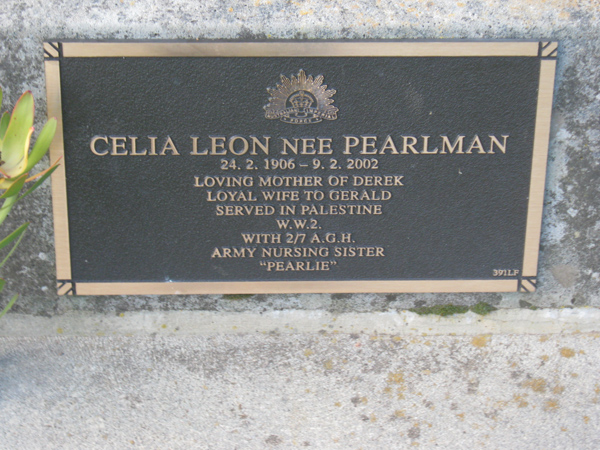 CELIA LEON NEE PEARLMAN
24. 2. 1906 – 9. 2. 2002
LOVING MOTHER OF DEREK
LOYAL WIFE TO GERALD
SERVED IN PALESTINE
W.W.2.
WITH 2/7 A.G.H.
ARMY NURSING SISTER
"PEARLIE"
391LF